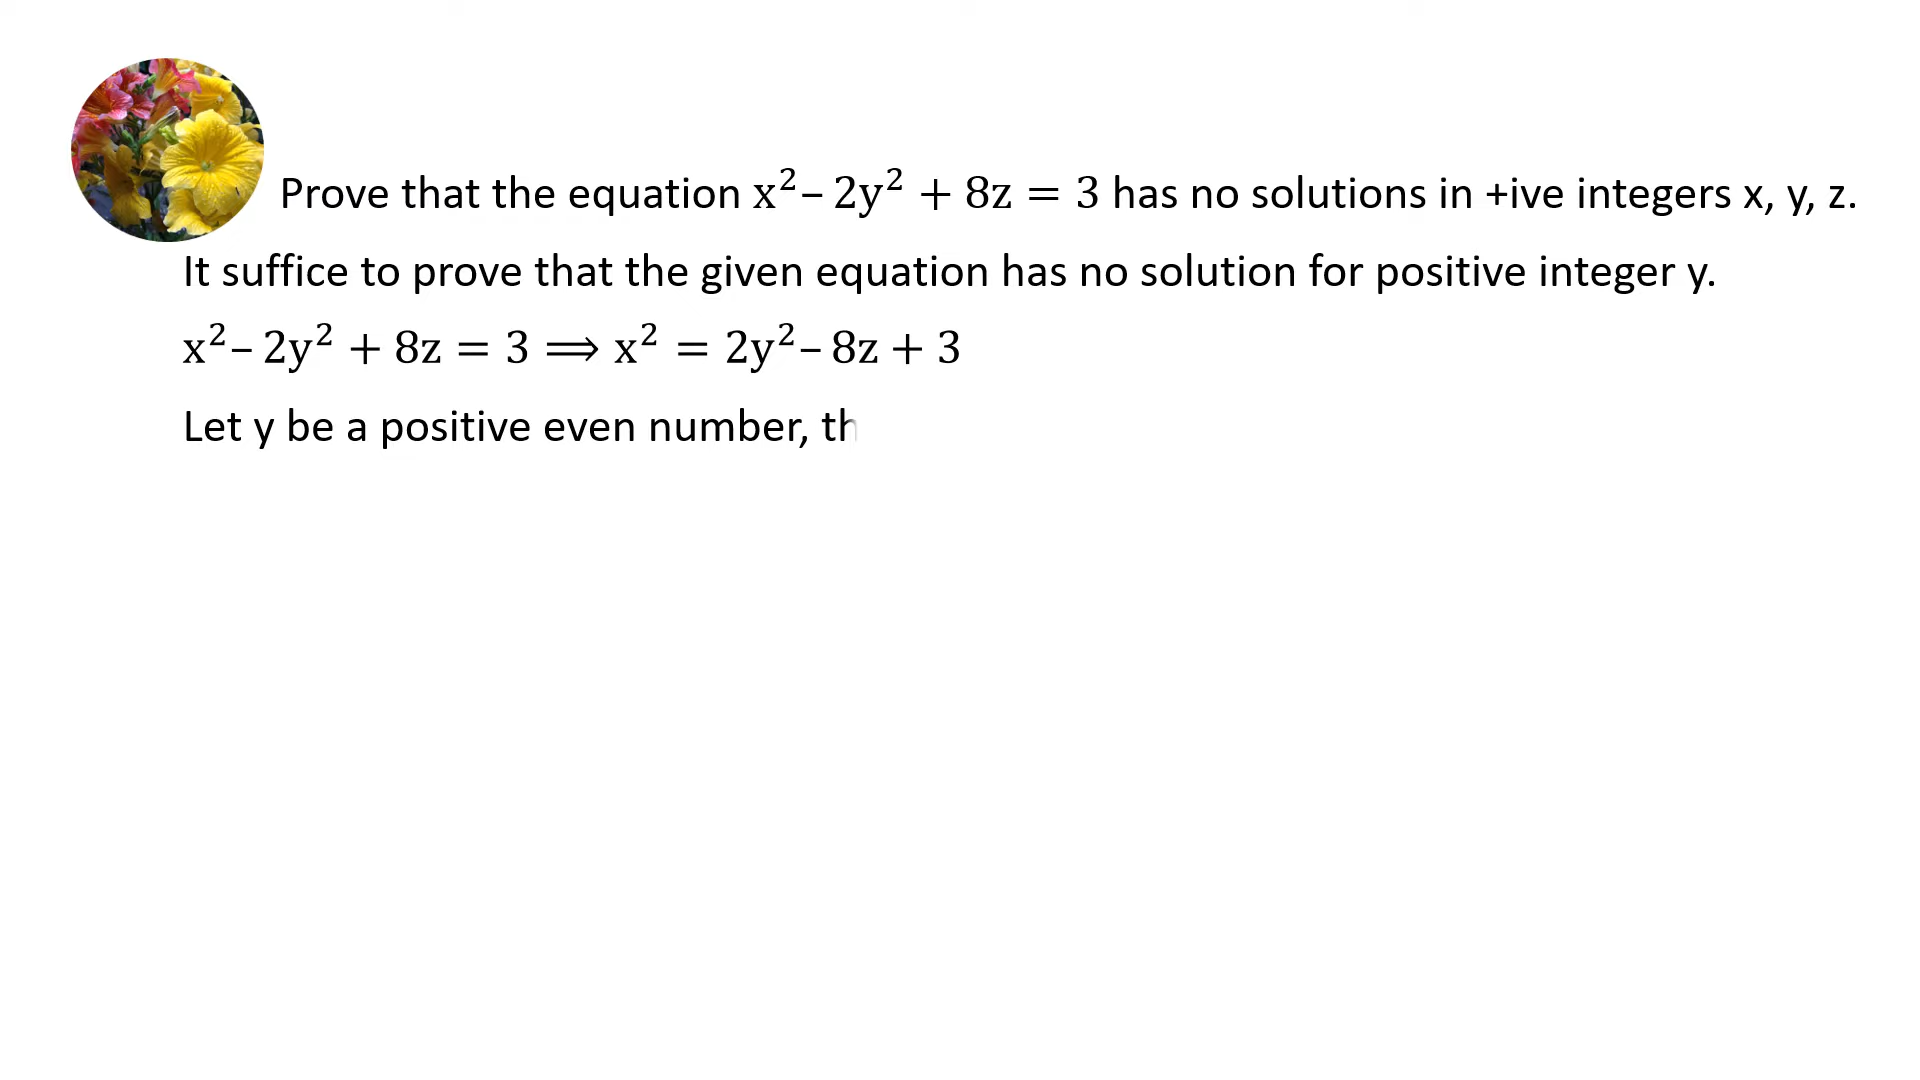 Prove that the equation x²– 2y² + 8z = 3 has no solutions in +ive integers x, y, z.
It suffice to prove that the given equation has no solution for positive integer y.
x²– 2y² + 8z = 3 ⟹ x² = 2y²– 8z + 3
Let y be a positive even number, th